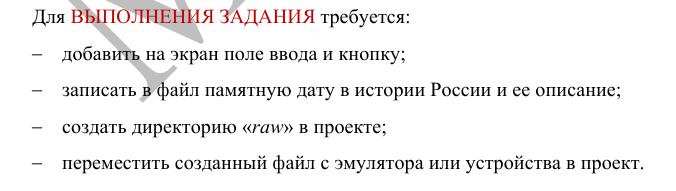 Для ВЫПОЛНЕНИЯ ЗАДАНИЯ требуется:
– добавить на экран поле ввода и кнопку;
– записать в файл памятную дату в истории России и ее описание;
– создать директорию «raw» в проекте;
– переместить созданный файл с эмулятора или устройства в проект.